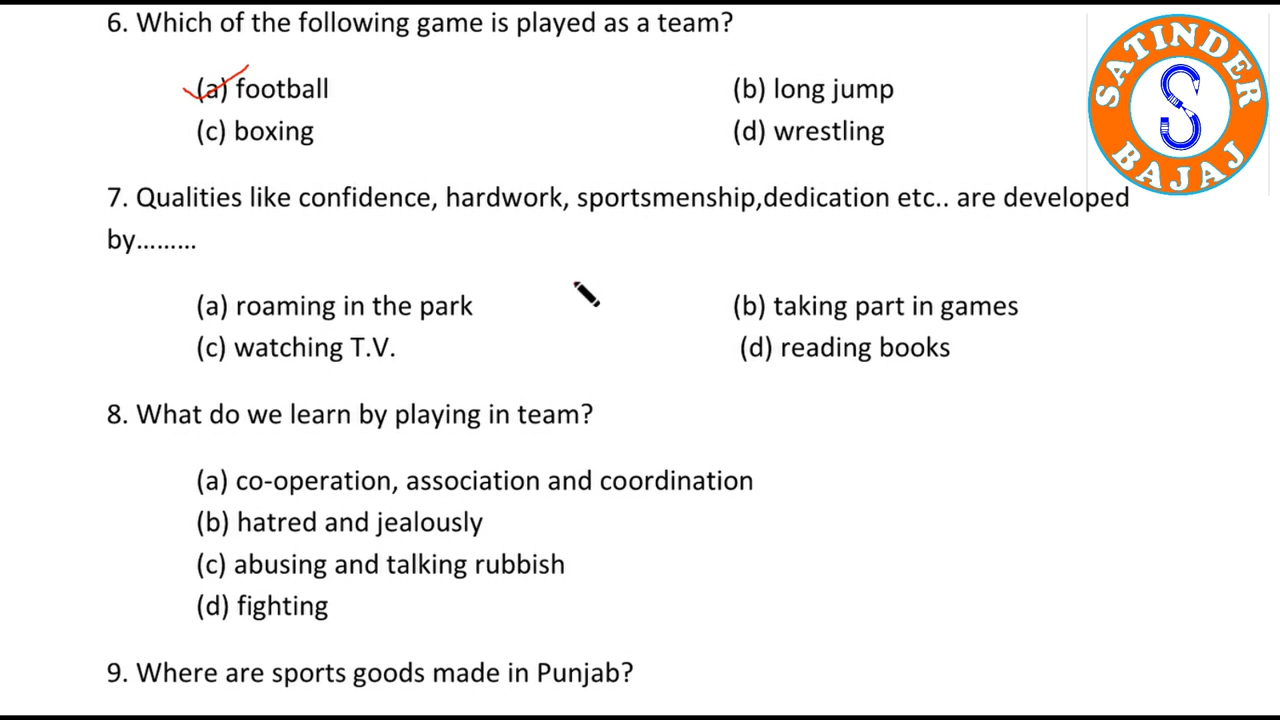 6. Which of the following game is played as a team?
(a) football (b) long jump
(c) boxing (d) wrestling
SATINDER
S
BAJAJ
7. Qualities like confidence, hardwork, sportsmenship,dedication etc.. are developed
by.........
(a) roaming in the park (b) taking part in games
(c) watching T.V. (d) reading books
8. What do we learn by playing in team?
(a) co-operation, association and coordination
(b) hatred and jealously
(c) abusing and talking rubbish
(d) fighting
9. Where are sports goods made in Punjab?